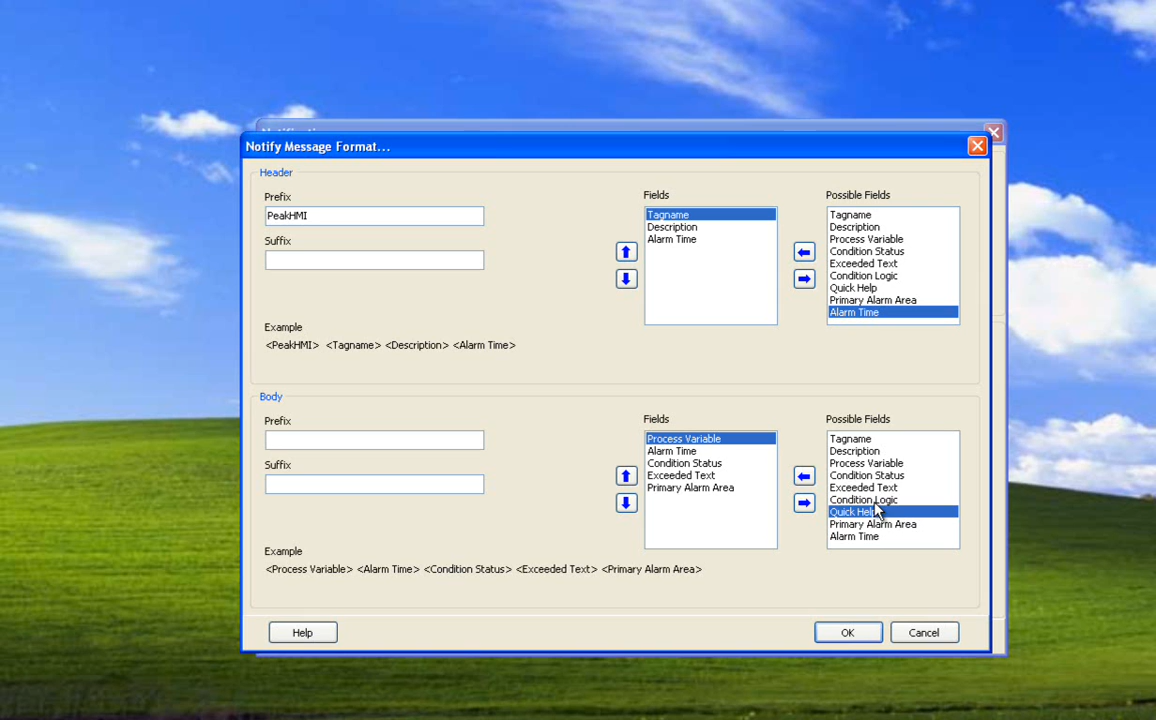 Notify Message Format...
Header
Prefix
PeakHMI
Suffix
Fields
Tagname
Description
Alarm Time
Possible Fields
Tagname
Description
Process Variable
Condition Status
Exceeded Text
Condition Logic
Quick Help
Primary Alarm Area
Alarm Time
Example
<PeakHMI> <Tagname> <Description> <Alarm Time>
Body
Prefix
Suffix
Fields
Process Variable
Alarm Time
Condition Status
Exceeded Text
Primary Alarm Area
Possible Fields
Tagname
Description
Process Variable
Condition Status
Exceeded Text
Condition Logic
Quick Help
Primary Alarm Area
Alarm Time
Example
<Process Variable> <Alarm Time> <Condition Status> <Exceeded Text> <Primary Alarm Area>
Help
OK
Cancel